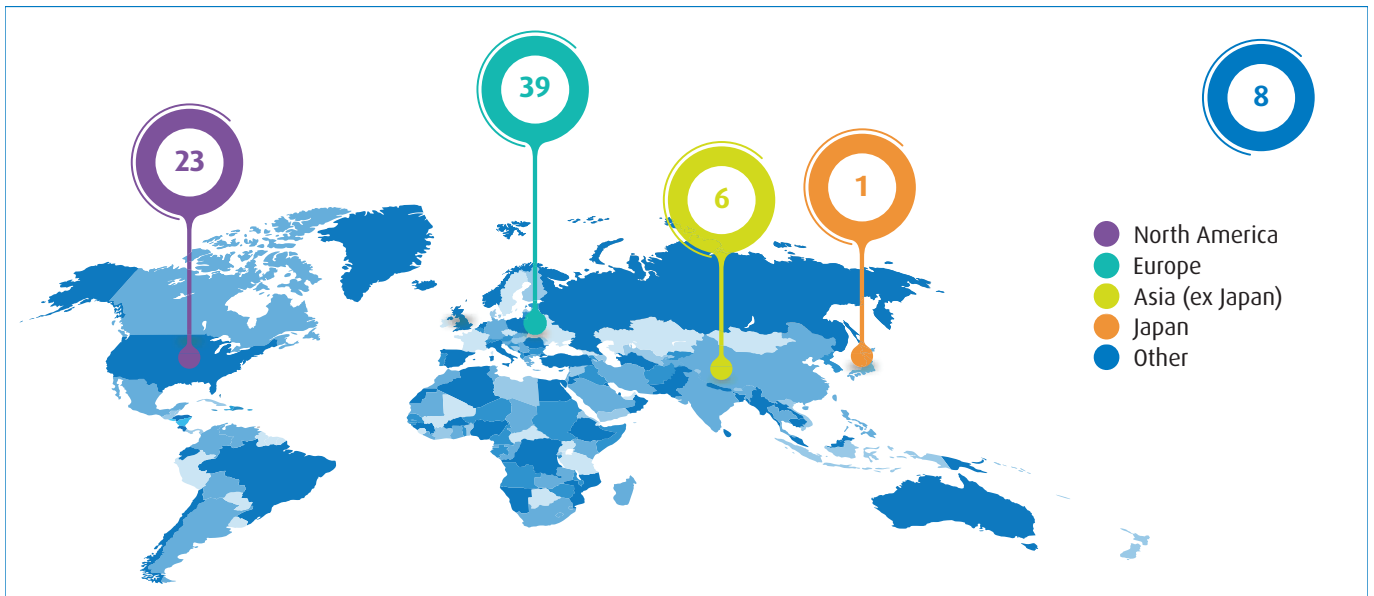 39
8
23
6
1
North America
Europe
Asia (ex Japan)
Japan
Other